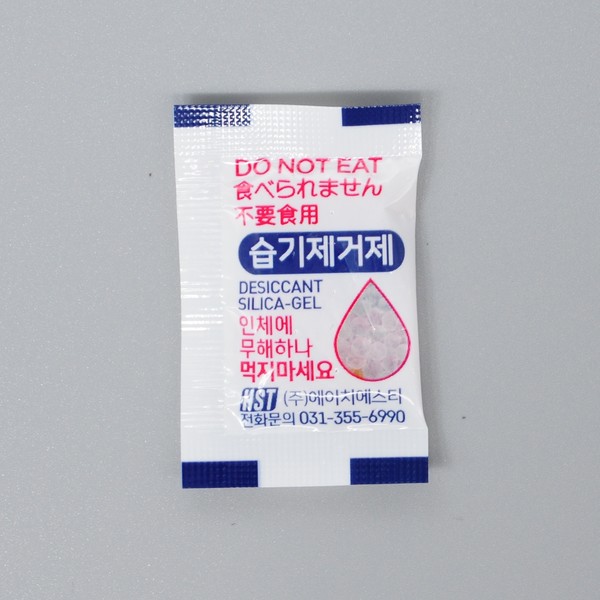 DO NOT EAT
食べられません
不要食用
습기제거제
DESICCANT
SILICA-GEL
인체에
무해하나
먹지마세요
HST (주)에이치에스티
전화문의 031-355-6990